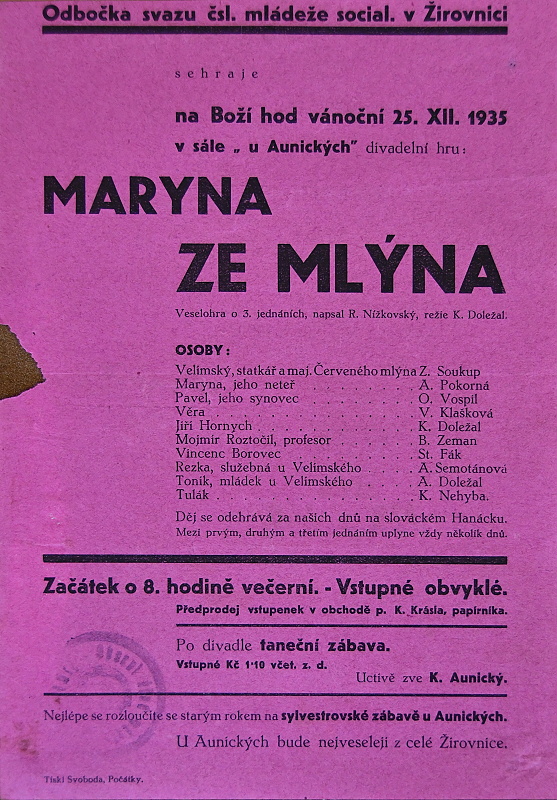 Odbočka svazu čsl. mládeže social. v Žirovnici
sehraje
na Boží hod vánoční 25. XII. 1935
v sále „ u Aunických" divadelní hru:
MARYNA
ZE MLÝNA
Veselohra o 3. jednáních, napsal R. Nížkovský, režie K. Doležal.
OSOBY:
Velimský, statkář a maj. Červeného mlýna Z. Soukup
Maryna, jeho neteř . . . . . . . . A. Pokorná
Pavel, jeho synovec . . . . . . . . O. Vospil
Věra . . . . . . . . . . . . . V. Klašková
Jiří Hornych . . . . . . . . . . K. Doležal
Mojmír Roztočil, profesor . . . . . . B. Zeman
Vincenc Borovec . . . . . . . . . St. Fák
Rezka, služebná u Velimského . . . . A. Semotánová
Toník, mládek u Velimského . . . . . A. Doležal
Tulák . . . . . . . . . . . . . K. Nehyba.
Děj se odehrává za našich dnů na slováckém Hanácku.
Mezi prvým, druhým a třetím jednáním uplyne vždy několik dnů.
Začátek o 8. hodině večerní. - Vstupné obvyklé.
Předprodej vstupenek v obchodě p. K. Krásla, papírníka.
Po divadle taneční zábava.
Vstupné Kč 1·10 včet. z. d.
Uctivě zve K. Aunický.
Nejlépe se rozloučíte se starým rokem na sylvestrovské zábavě u Aunických.
U Aunických bude nejveseleji z celé Žirovnice.
Tiskl Svoboda, Počátky.